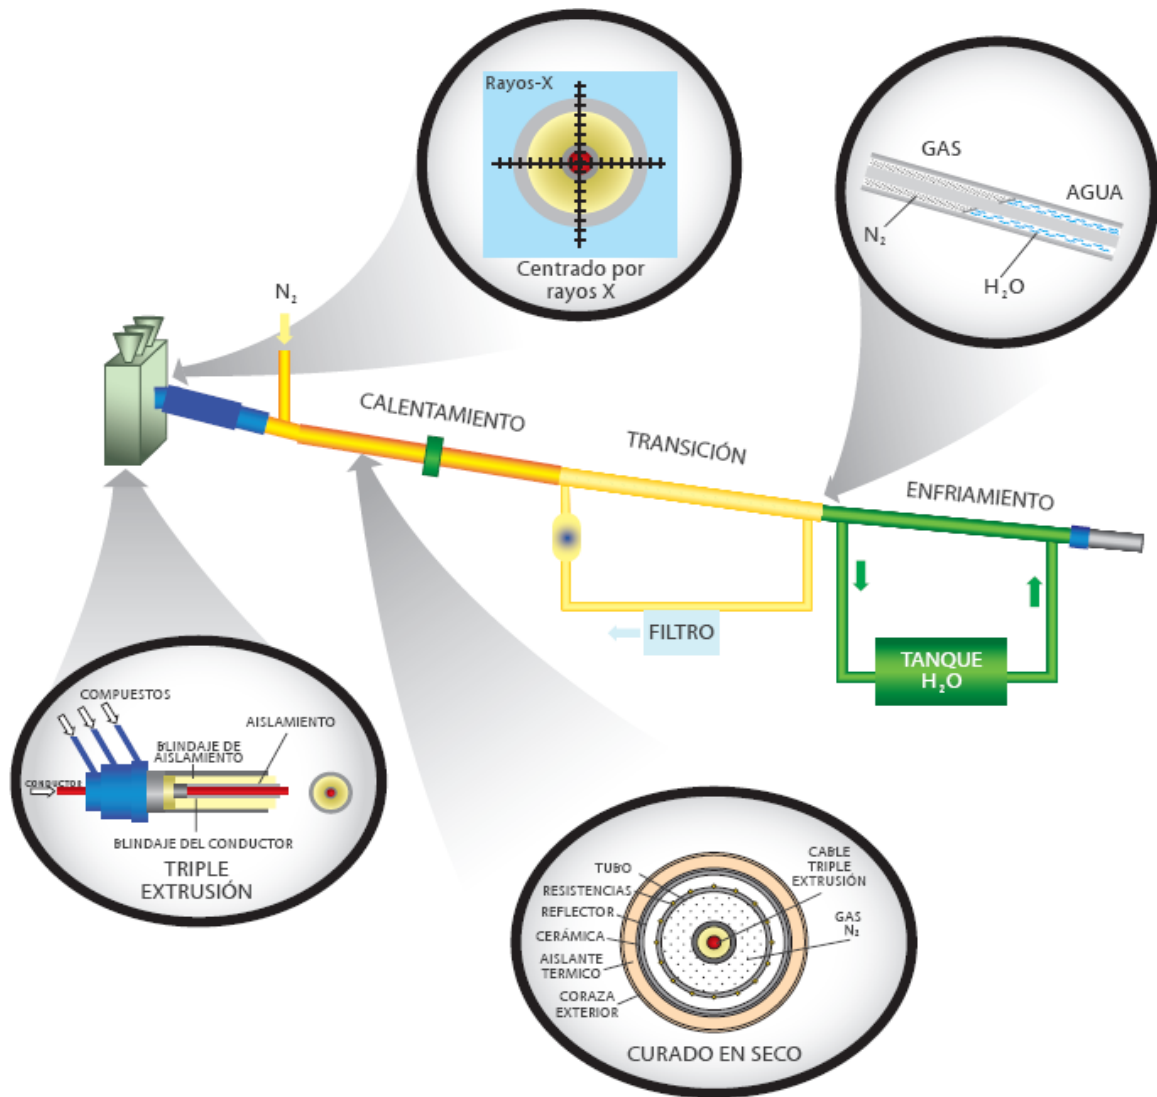 Rayos-X
Centrado por
rayos X
GAS
AGUA
N₂
H₂O
N₂
CALENTAMIENTO
TRANSICIÓN
ENFRIAMIENTO
FILTRO
TANQUE
H₂O
COMPUESTOS
AISLAMIENTO
BLINDAJE DE
AISLAMIENTO
CONDUCTOR
BLINDAJE DEL CONDUCTOR
TRIPLE
EXTRUSIÓN
TUBO
RESISTENCIAS
REFLECTOR
CERÁMICA
AISLANTE
TERMICO
CORAZA
EXTERIOR
CABLE
TRIPLE
EXTRUSIÓN
GAS
N₂
CURADO EN SECO